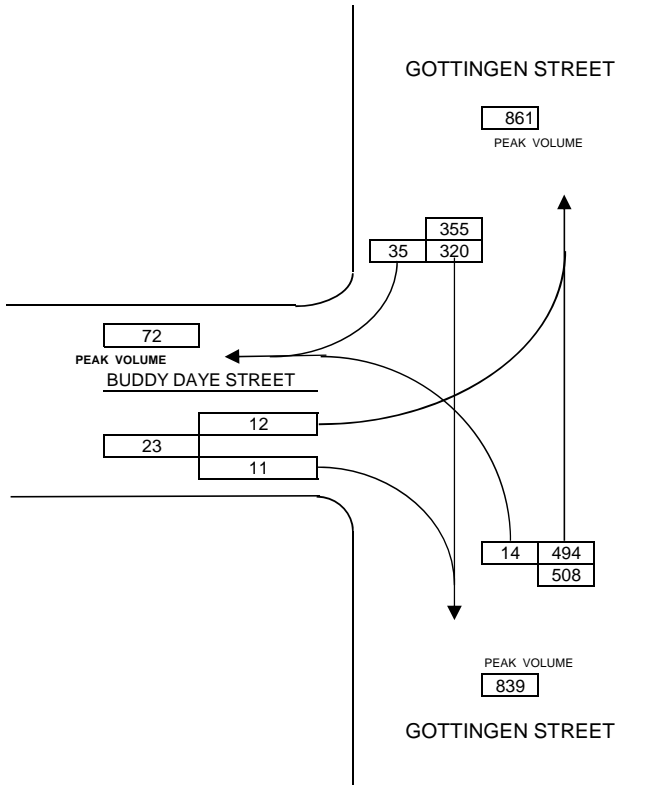 GOTTINGEN STREET
861
PEAK VOLUME
355
35 320
72
PEAK VOLUME
BUDDY DAYE STREET
12
23
11
14 494
508
PEAK VOLUME
839
GOTTINGEN STREET